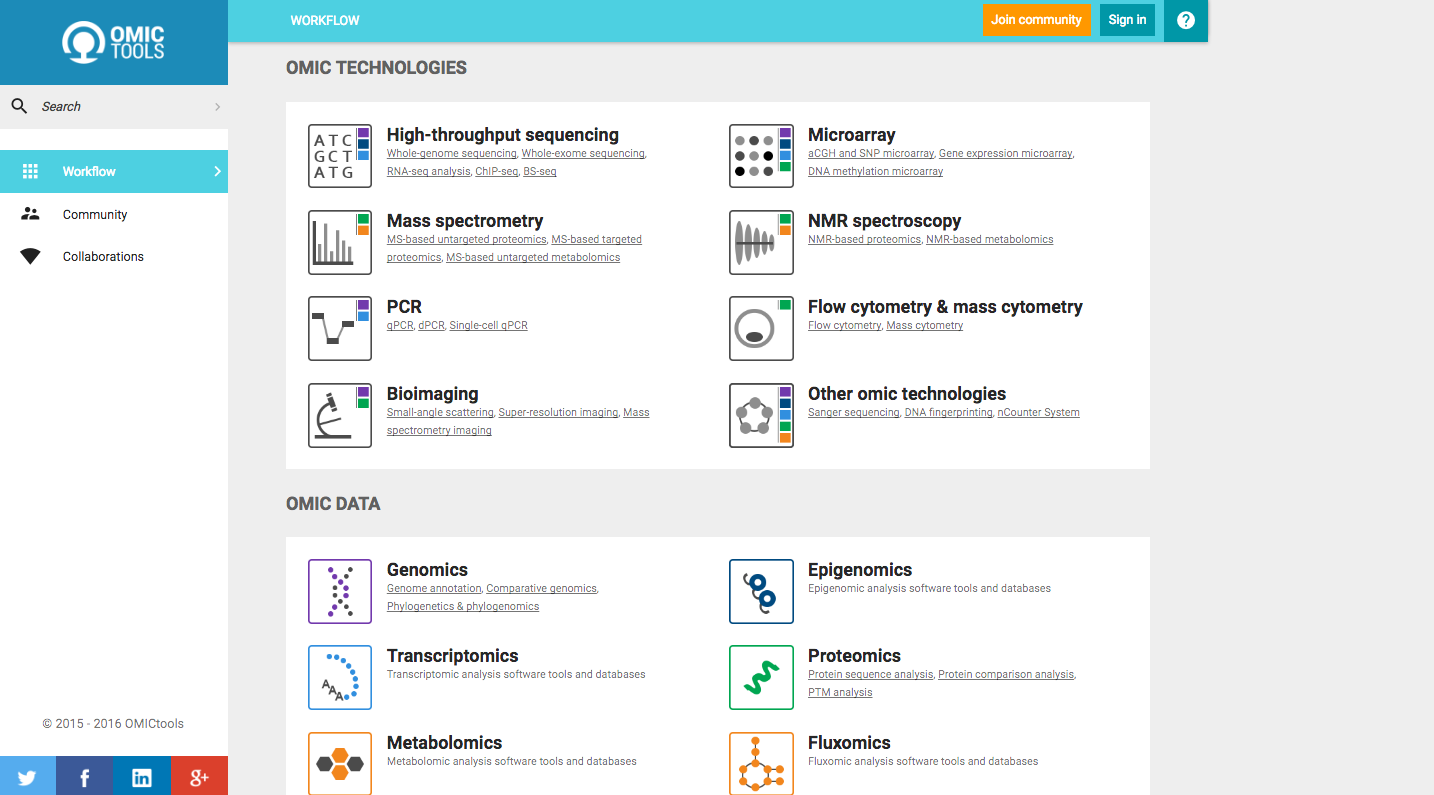 OMIC
TOOLS
WORKFLOW
Join community
Sign in
?
Search
Workflow
Community
Collaborations
© 2015 - 2016 OMICtools
OMIC TECHNOLOGIES
A T C
G C T
A T G
High-throughput sequencing
Whole-genome sequencing, Whole-exome sequencing,
RNA-seq analysis, ChIP-seq, BS-seq
Microarray
aCGH and SNP microarray, Gene expression microarray,
DNA methylation microarray
Mass spectrometry
MS-based untargeted proteomics, MS-based targeted
proteomics, MS-based untargeted metabolomics
NMR spectroscopy
NMR-based proteomics, NMR-based metabolomics
PCR
qPCR, dPCR, Single-cell qPCR
Flow cytometry & mass cytometry
Flow cytometry, Mass cytometry
Bioimaging
Small-angle scattering, Super-resolution imaging, Mass
spectrometry imaging
Other omic technologies
Sanger sequencing, DNA fingerprinting, nCounter System
OMIC DATA
Genomics
Genome annotation, Comparative genomics,
Phylogenetics & phylogenomics
Epigenomics
Epigenomic analysis software tools and databases
AAA
Transcriptomics
Transcriptomic analysis software tools and databases
Proteomics
Protein sequence analysis, Protein comparison analysis,
PTM analysis
Metabolomics
Metabolomic analysis software tools and databases
Fluxomics
Fluxomic analysis software tools and databases
f
in
g+